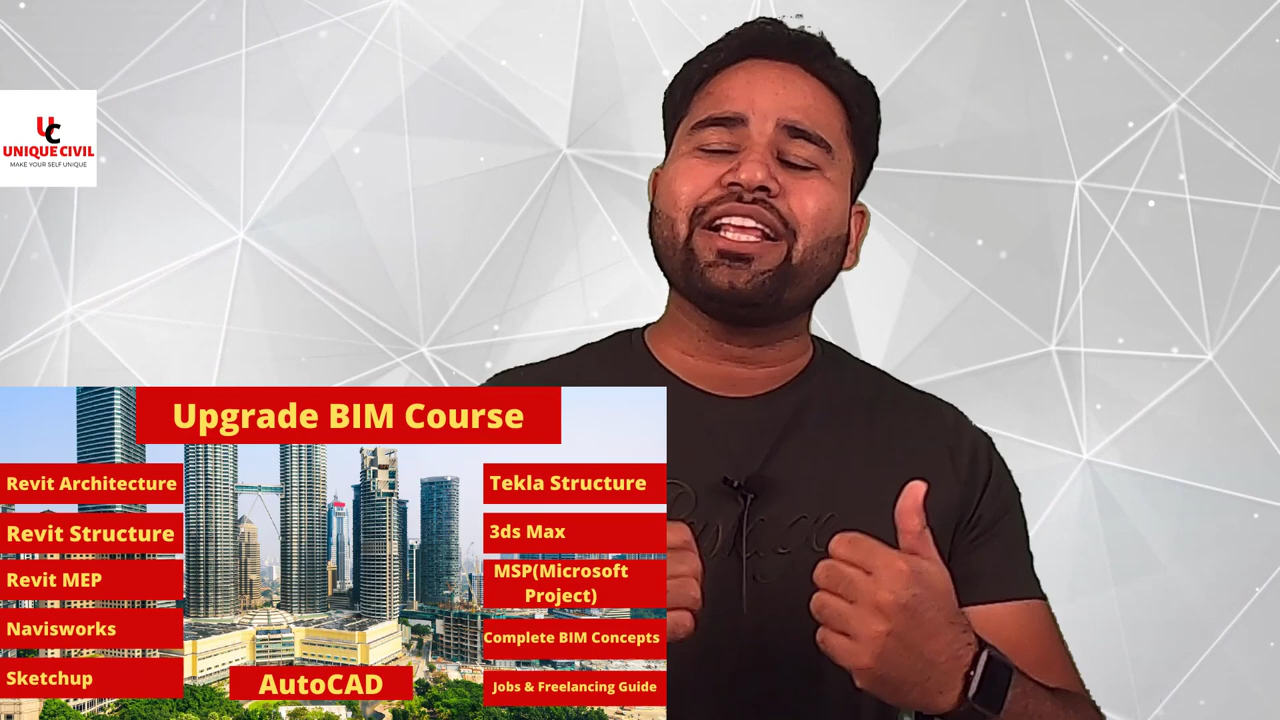 UC
UNIQUE CIVIL
MAKE YOUR SELF UNIQUE
Upgrade BIM Course
Revit Architecture
Revit Structure
Revit MEP
Navisworks
Sketchup
AutoCAD
Tekla Structure
3ds Max
MSP(Microsoft
Project)
Complete BIM Concepts
Jobs & Freelancing Guide